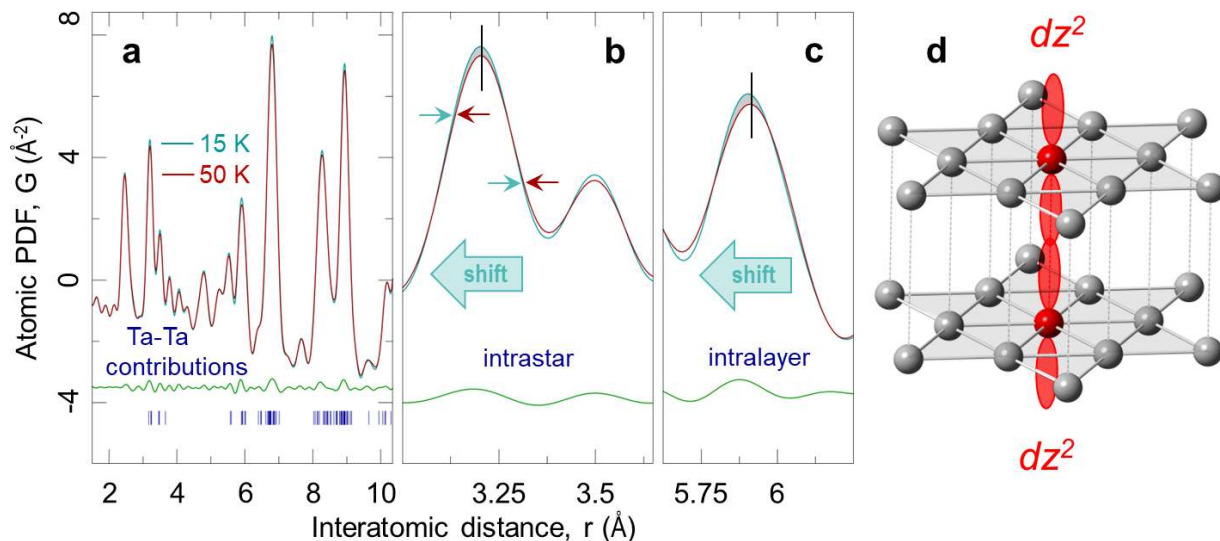 a
b
c
d
dz²
8
4
0
-4
Atomic PDF, G (Å⁻²)
15 K
50 K
shift
shift
Ta-Ta
contributions
intrastar
intralayer
2
4
6
8
10
3.25
3.5
5.75
6
Interatomic distance, r (Å)
dz²